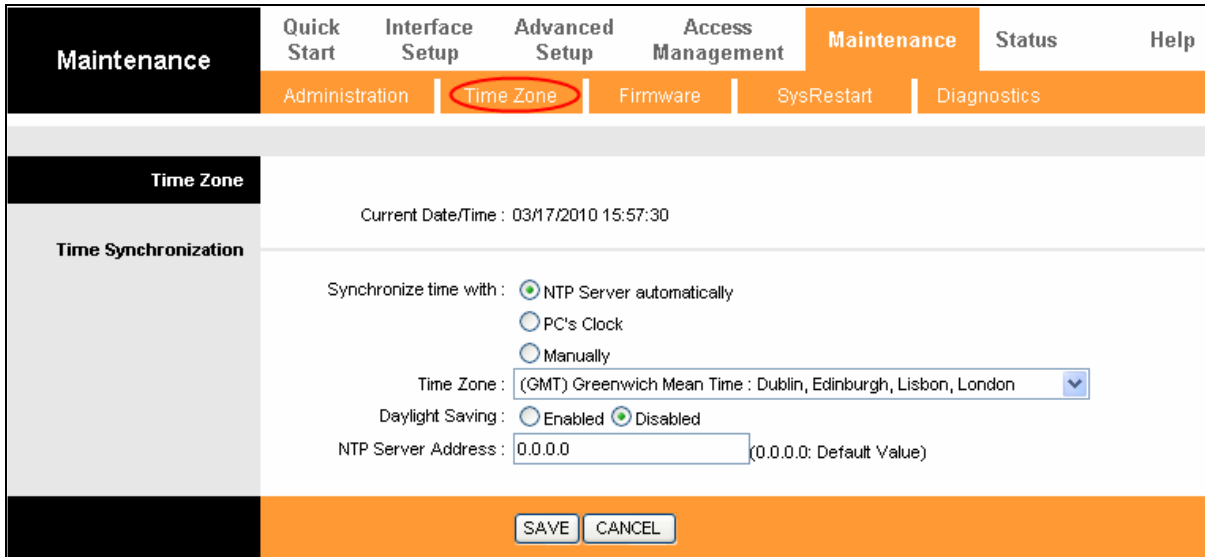 Maintenance
Quick Start
Interface Setup
Advanced Setup
Access Management
Maintenance
Status
Help
Administration
Time Zone
Firmware
SysRestart
Diagnostics
Time Zone
Current Date/Time : 03/17/2010 15:57:30
Time Synchronization
Synchronize time with : NTP Server automatically
PC's Clock
Manually
Time Zone : (GMT) Greenwich Mean Time : Dublin, Edinburgh, Lisbon, London
Daylight Saving : Enabled Disabled
NTP Server Address : 0.0.0.0 (0.0.0.0: Default Value)
SAVE CANCEL